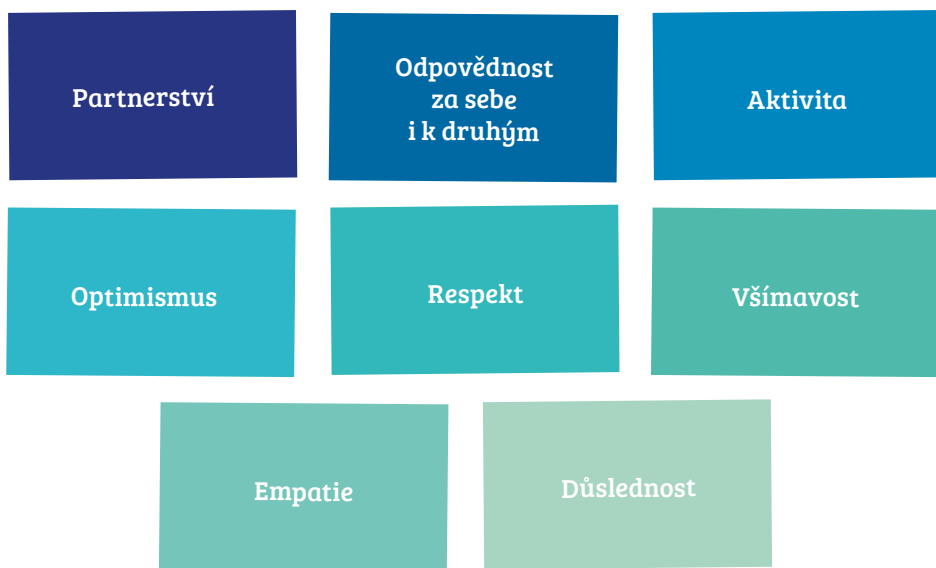 Partnerství
Odpovědnost
za sebe
i k druhým
Aktivita
Optimismus
Respekt
Všímavost
Empatie
Důslednost